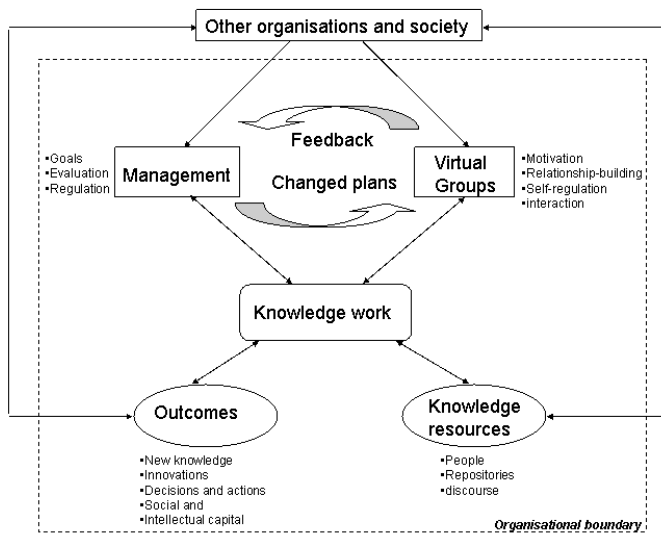 Other organisations and society
Feedback
▪Goals
▪Evaluation
▪Regulation
Management
Virtual
Groups
▪Motivation
▪Relationship-building
▪Self-regulation
▪interaction
Changed plans
Knowledge work
Outcomes
Knowledge
resources
▪New knowledge
▪Innovations
▪Decisions and actions
▪Social and
▪Intellectual capital
▪People
▪Repositories
▪discourse
Organisational boundary